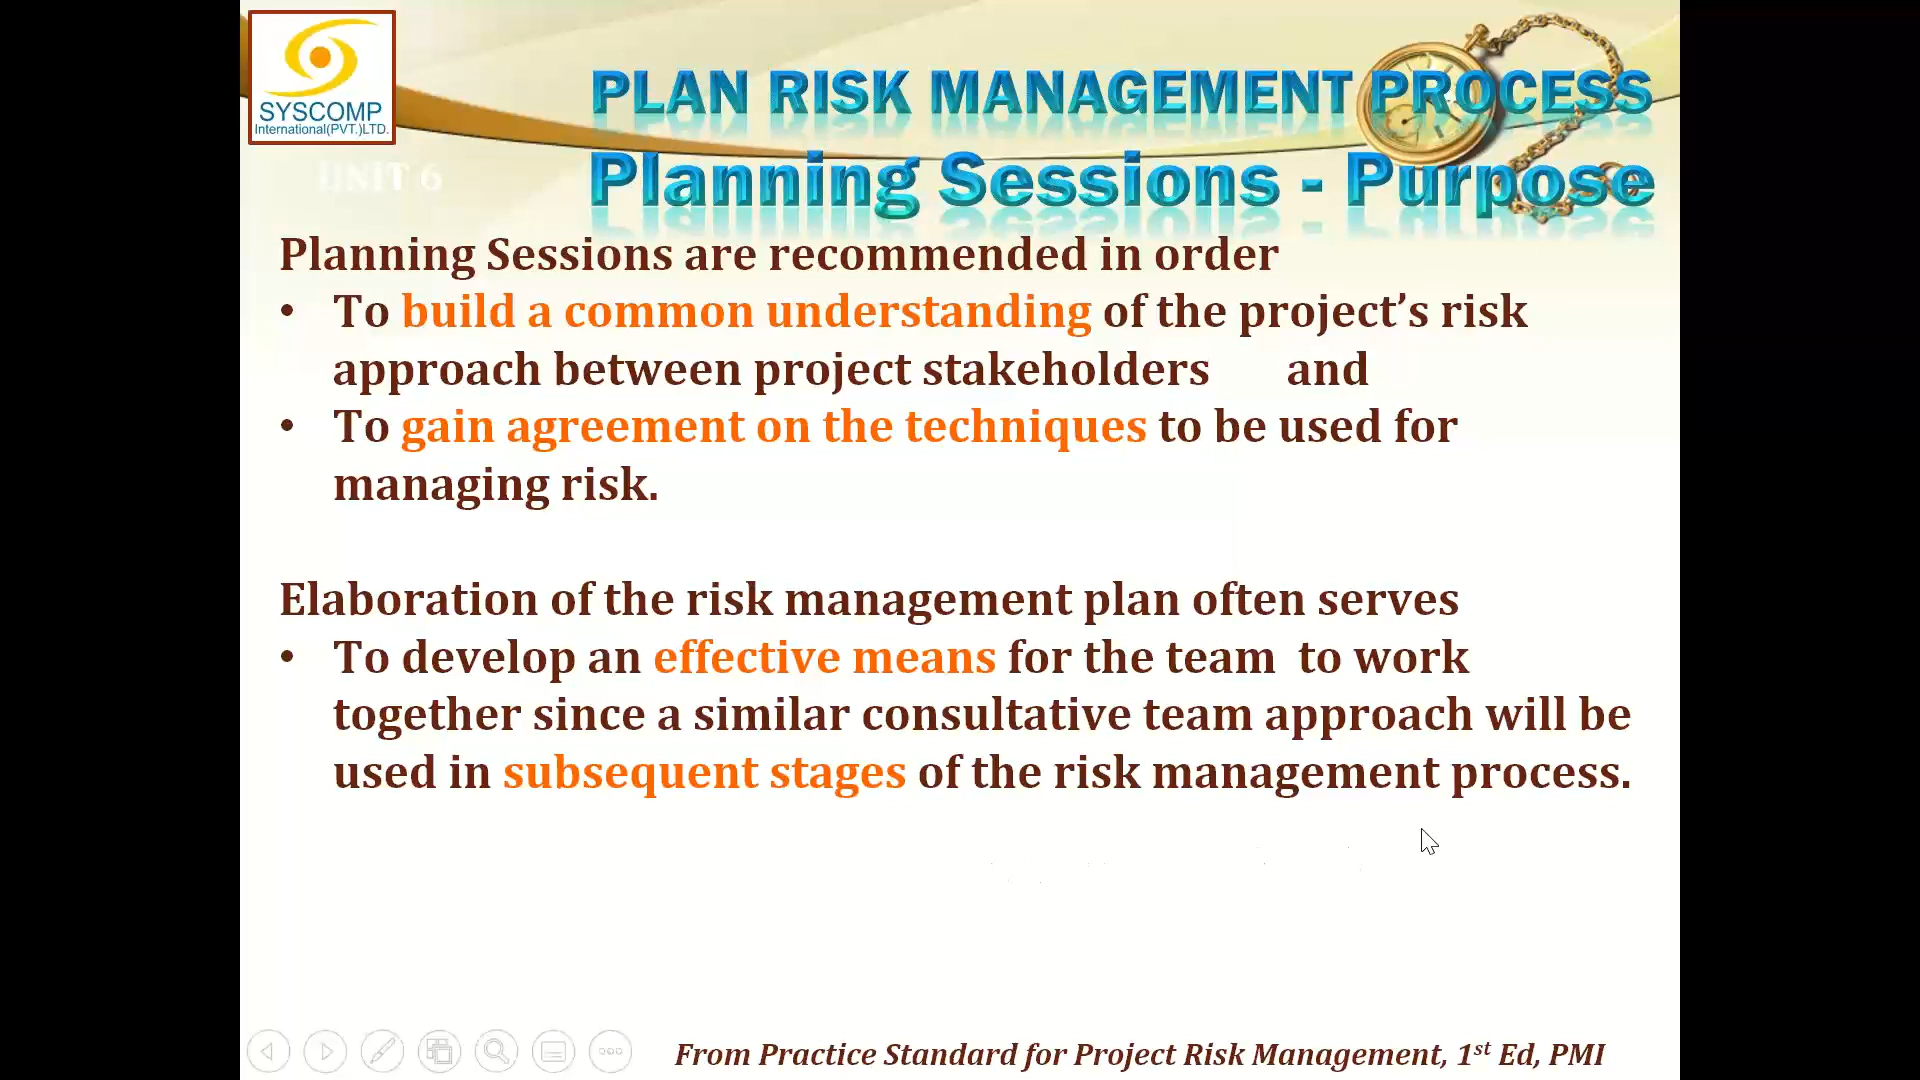 SYSCOMP
International(PVT.)LTD.
UNIT 6
PLAN RISK MANAGEMENT PROCESS
Planning Sessions - Purpose
Planning Sessions are recommended in order
• To build a common understanding of the project’s risk
approach between project stakeholders and
• To gain agreement on the techniques to be used for
managing risk.
Elaboration of the risk management plan often serves
• To develop an effective means for the team to work
together since a similar consultative team approach will be
used in subsequent stages of the risk management process.
From Practice Standard for Project Risk Management, 1st Ed, PMI